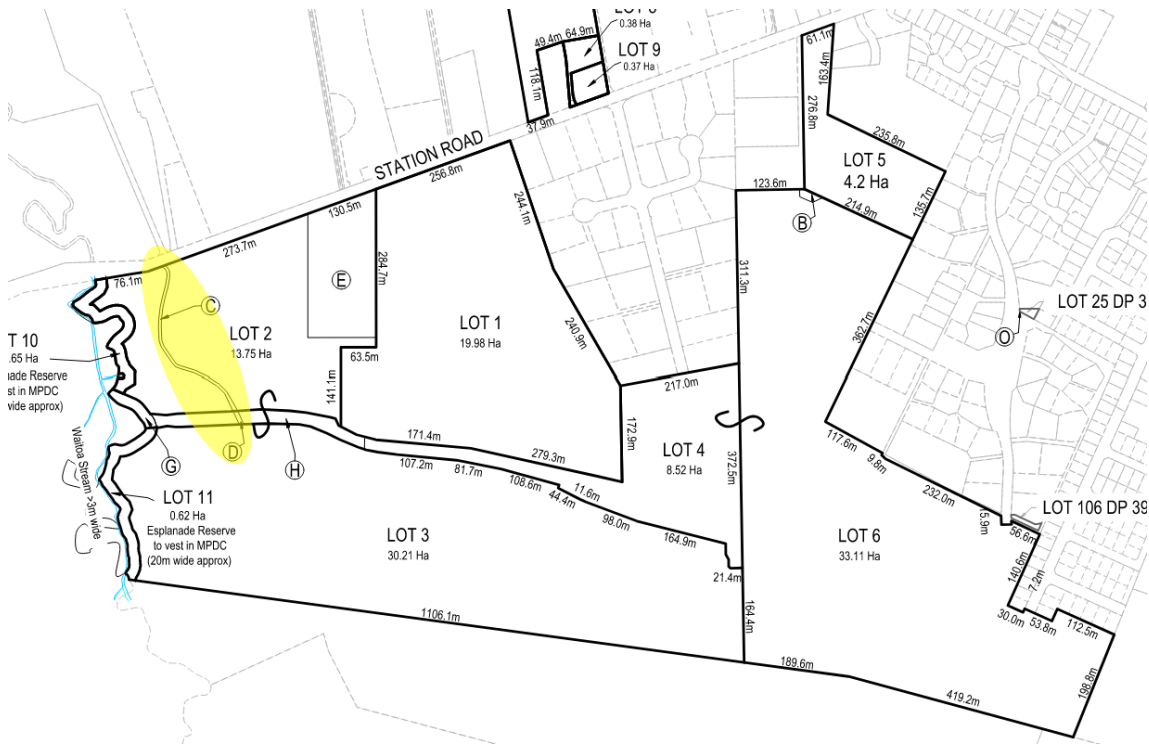 0.38 Ha
49.4m
64.9m
LOT 9
0.37 Ha
118.1m
37.9m
61.1m
163.4m
276.8m
235.8m
LOT 5
4.2 Ha
135.7m
123.6m
214.9m
B
STATION ROAD
256.8m
130.5m
273.7m
76.1m
244.1m
284.7m
E
C
LOT 2
13.75 Ha
LOT 1
19.98 Ha
240.9m
63.5m
141.1m
311.3m
362.7m
LOT 25 DP 3
O
T 10
.65 Ha
nade Reserve
vest in MPDC
wide approx)
217.0m
172.9m
LOT 4
8.52 Ha
372.5m
171.4m
279.3m
107.2m
81.7m
108.6m
44.4m
11.6m
98.0m
164.9m
21.4m
D
G
H
Waitoa Stream >3m wide
LOT 11
0.62 Ha
Esplanade Reserve
to vest in MPDC
(20m wide approx)
LOT 3
30.21 Ha
LOT 6
33.11 Ha
117.6m
9.8m
232.0m
5.9m
56.6m
LOT 106 DP 39
140.6m
7.2m
30.0m
53.8m
112.5m
198.8m
164.4m
1106.1m
189.6m
419.2m